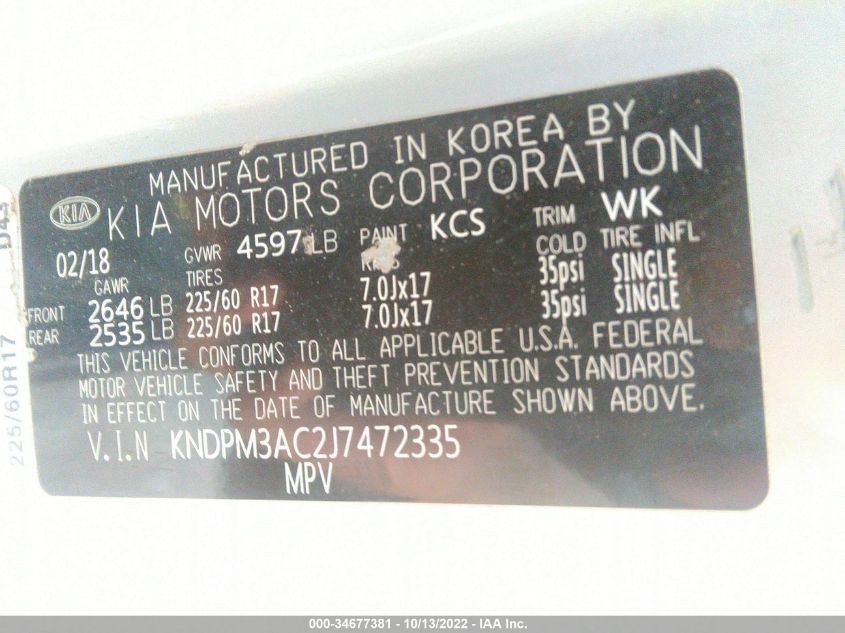 MANUFACTURED IN KOREA BY
KIA KIA MOTORS CORPORATION
02/18 GVWR 4597 LB PAINT KCS TRIM WK
GAWR TIRES COLD TIRE INFL
FRONT 2646 LB 225/60 R17 7.0Jx17 35psi SINGLE
REAR 2535 LB 225/60 R17 7.0Jx17 35psi SINGLE
THIS VEHICLE CONFORMS TO ALL APPLICABLE U.S.A. FEDERAL
MOTOR VEHICLE SAFETY AND THEFT PREVENTION STANDARDS
IN EFFECT ON THE DATE OF MANUFACTURE SHOWN ABOVE.
V.I.N KNDPM3AC2J7472335
MPV
225/60R17
000-34677381 - 10/13/2022 - IAA Inc.